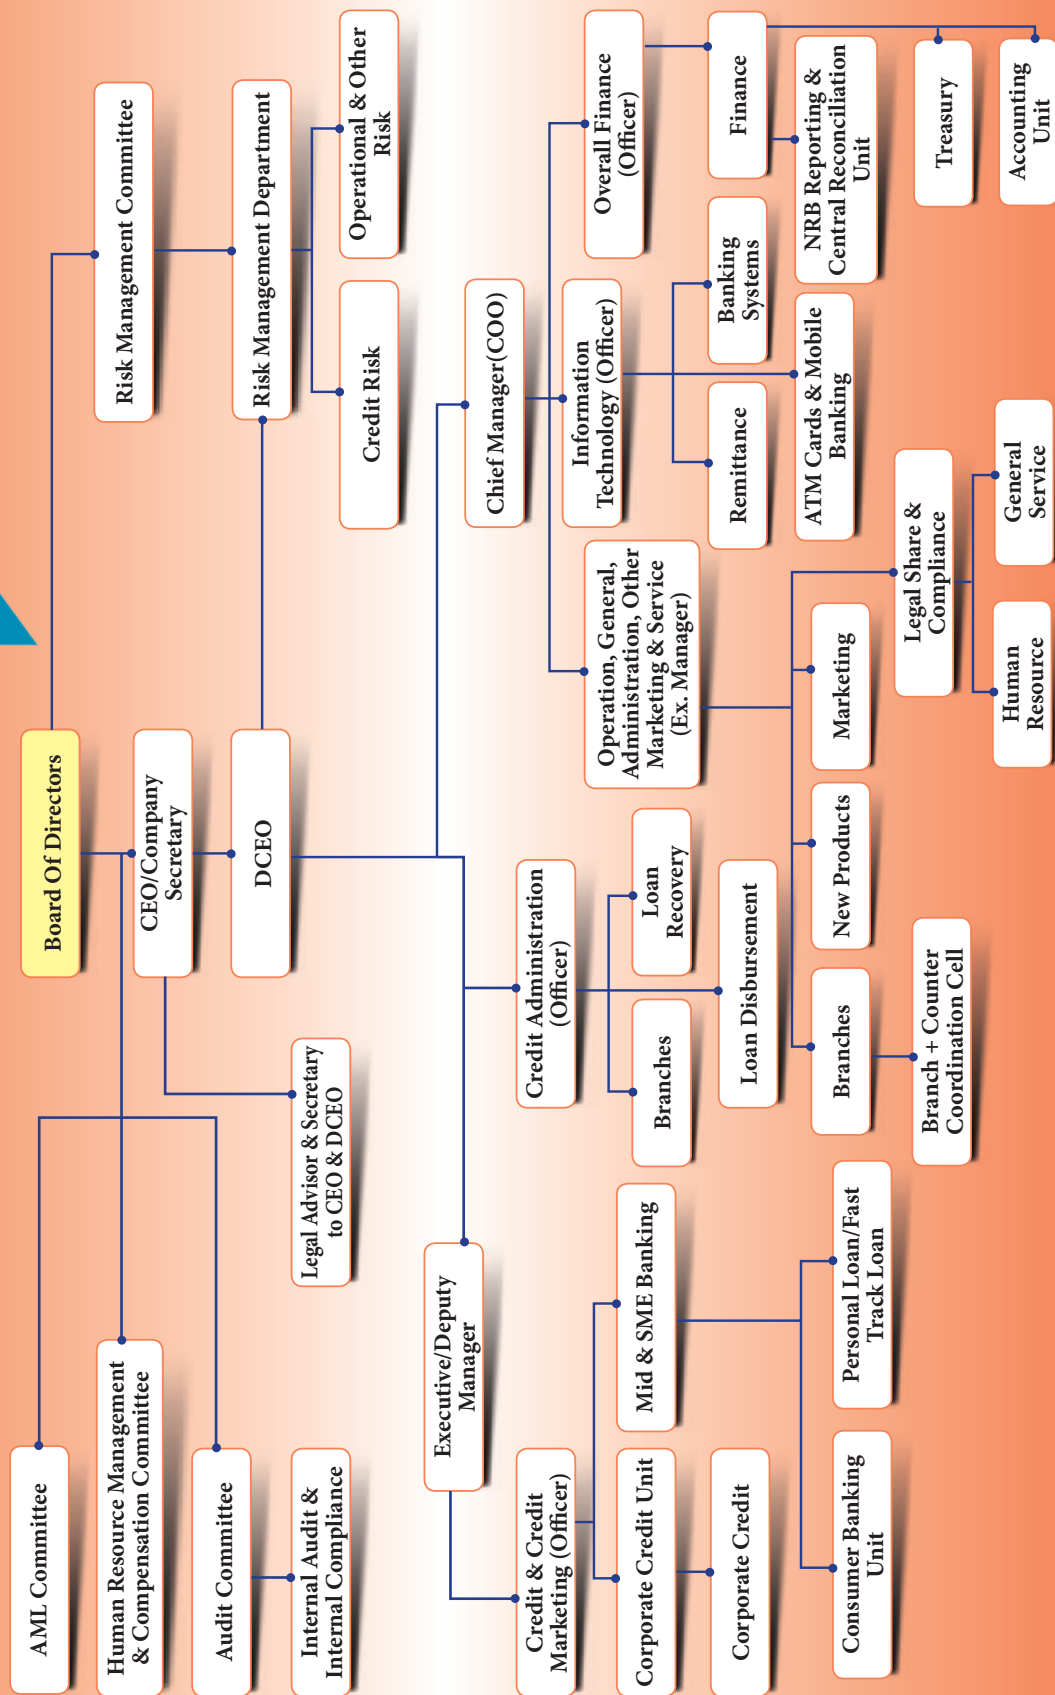 Board Of Directors
AML Committee
Human Resource Management
& Compensation Committee
Audit Committee
Internal Audit &
Internal Compliance
Risk Management Committee
CEO/Company
Secretary
Legal Advisor & Secretary
to CEO & DCEO
DCEO
Risk Management Department
Credit Risk
Operational & Other
Risk
Executive/Deputy
Manager
Chief Manager(COO)
Credit & Credit
Marketing (Officer)
Credit Administration
(Officer)
Operation, General,
Administration, Other
Marketing & Service
(Ex. Manager)
Information
Technology (Officer)
Overall Finance
(Officer)
Corporate Credit Unit
Mid & SME Banking
Branches
Loan
Recovery
Loan Disbursement
Corporate Credit
Remittance
Banking
Systems
Finance
ATM Cards & Mobile
Banking
NRB Reporting &
Central Reconciliation
Unit
Consumer Banking
Unit
Personal Loan/Fast
Track Loan
Branches
New Products
Marketing
Legal Share &
Compliance
Treasury
Branch + Counter
Coordination Cell
Human
Resource
General
Service
Accounting
Unit